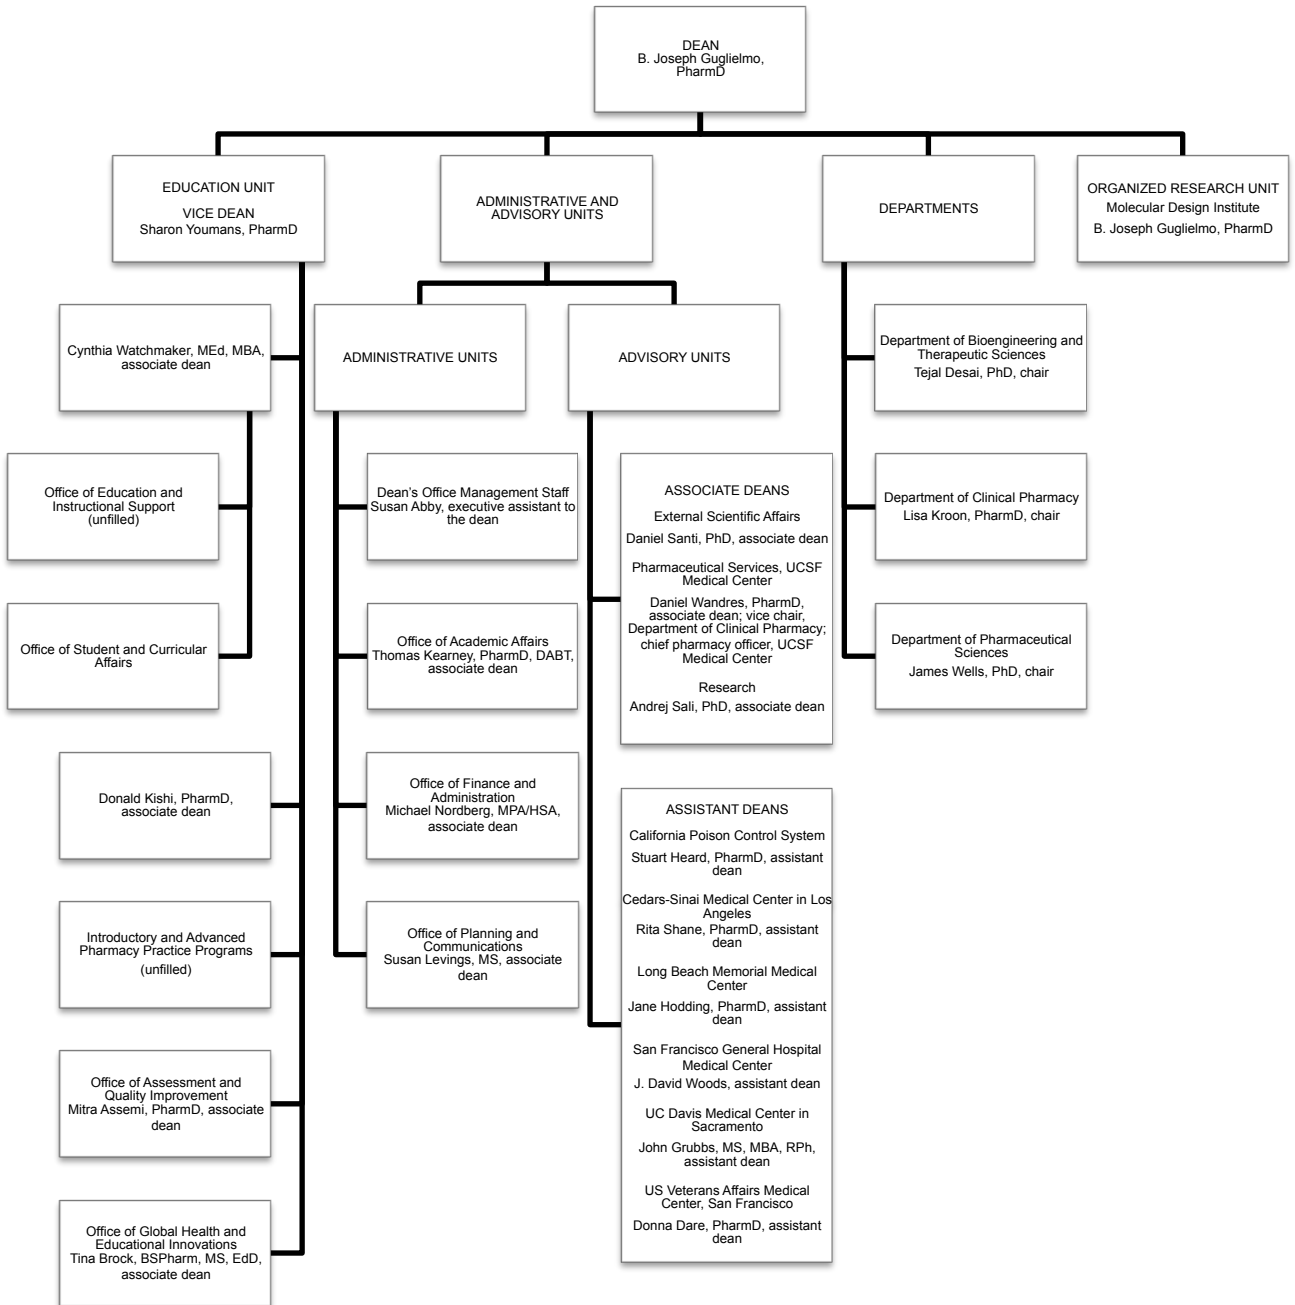 DEAN
B. Joseph Guglielmo,
PharmD
EDUCATION UNIT
VICE DEAN
Sharon Youmans, PharmD
ADMINISTRATIVE AND
ADVISORY UNITS
DEPARTMENTS
ORGANIZED RESEARCH UNIT
Molecular Design Institute
B. Joseph Guglielmo, PharmD
Cynthia Watchmaker, MEd, MBA,
associate dean
Office of Education and
Instructional Support
(unfilled)
Office of Student and Curricular
Affairs
Donald Kishi, PharmD,
associate dean
Introductory and Advanced
Pharmacy Practice Programs
(unfilled)
Office of Assessment and
Quality Improvement
Mitra Assemi, PharmD, associate
dean
Office of Global Health and
Educational Innovations
Tina Brock, BSPharm, MS, EdD,
associate dean
ADMINISTRATIVE UNITS
Dean’s Office Management Staff
Susan Abby, executive assistant to
the dean
Office of Academic Affairs
Thomas Kearney, PharmD, DABT,
associate dean
Office of Finance and
Administration
Michael Nordberg, MPA/HSA,
associate dean
Office of Planning and
Communications
Susan Levings, MS, associate
dean
ADVISORY UNITS
ASSOCIATE DEANS
External Scientific Affairs
Daniel Santi, PhD, associate dean
Pharmaceutical Services, UCSF
Medical Center
Daniel Wandres, PharmD,
associate dean; vice chair,
Department of Clinical Pharmacy;
chief pharmacy officer, UCSF
Medical Center
Research
Andrej Sali, PhD, associate dean
ASSISTANT DEANS
California Poison Control System
Stuart Heard, PharmD, assistant
dean
Cedars-Sinai Medical Center in Los
Angeles
Rita Shane, PharmD, assistant
dean
Long Beach Memorial Medical
Center
Jane Hodding, PharmD, assistant
dean
San Francisco General Hospital
Medical Center
J. David Woods, assistant dean
UC Davis Medical Center in
Sacramento
John Grubbs, MS, MBA, RPh,
assistant dean
US Veterans Affairs Medical
Center, San Francisco
Donna Dare, PharmD, assistant
dean
Department of Bioengineering and
Therapeutic Sciences
Tejal Desai, PhD, chair
Department of Clinical Pharmacy
Lisa Kroon, PharmD, chair
Department of Pharmaceutical
Sciences
James Wells, PhD, chair